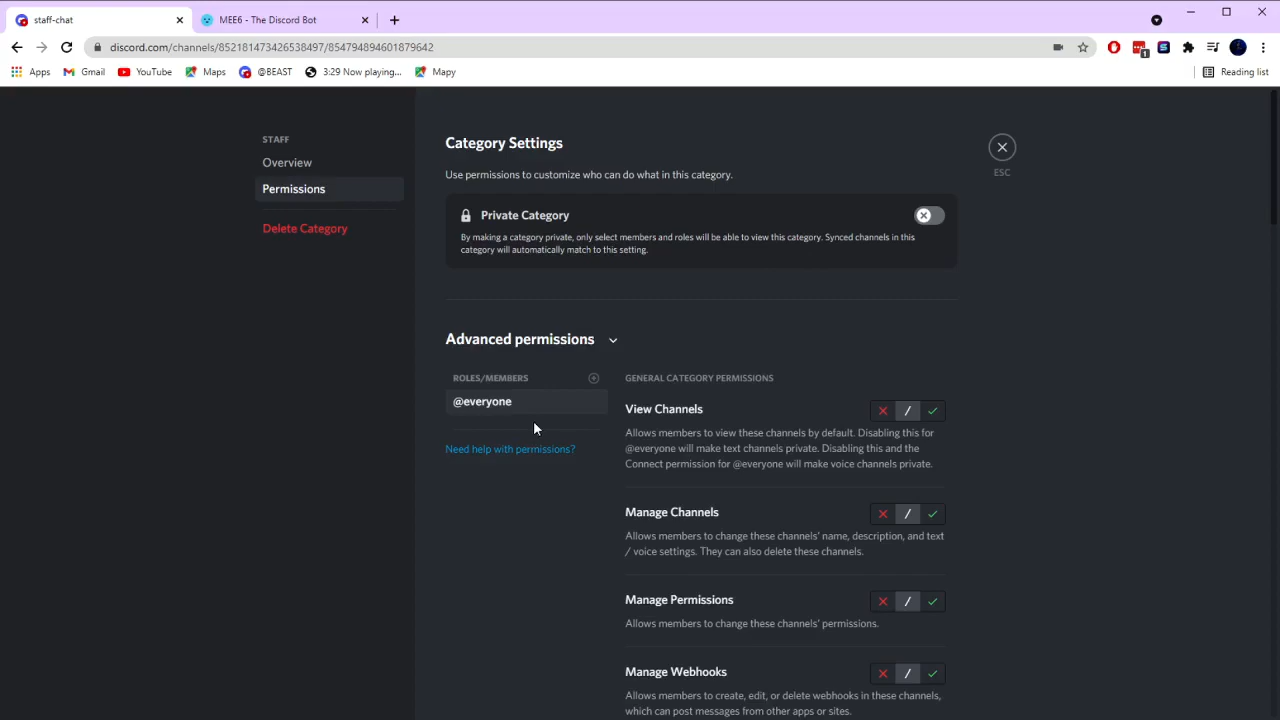 staff-chat
MEE6 - The Discord Bot
discord.com/channels/852181473426538497/854794894601879642
1
Apps
Gmail
YouTube
Maps
@BEAST
3:29 Now playing...
Mapy
Reading list
STAFF
Overview
Permissions
Delete Category
Category Settings
Use permissions to customize who can do what in this category.
ESC
Private Category
By making a category private, only select members and roles will be able to view this category. Synced channels in this
category will automatically match to this setting.
Advanced permissions
ROLES/MEMBERS
@everyone
Need help with permissions?
GENERAL CATEGORY PERMISSIONS
View Channels
Allows members to view these channels by default. Disabling this for
@everyone will make text channels private. Disabling this and the
Connect permission for @everyone will make voice channels private.
Manage Channels
Allows members to change these channels' name, description, and text
/ voice settings. They can also delete these channels.
Manage Permissions
Allows members to change these channels' permissions.
Manage Webhooks
Allows members to create, edit, or delete webhooks in these channels,
which can post messages from other apps or sites.